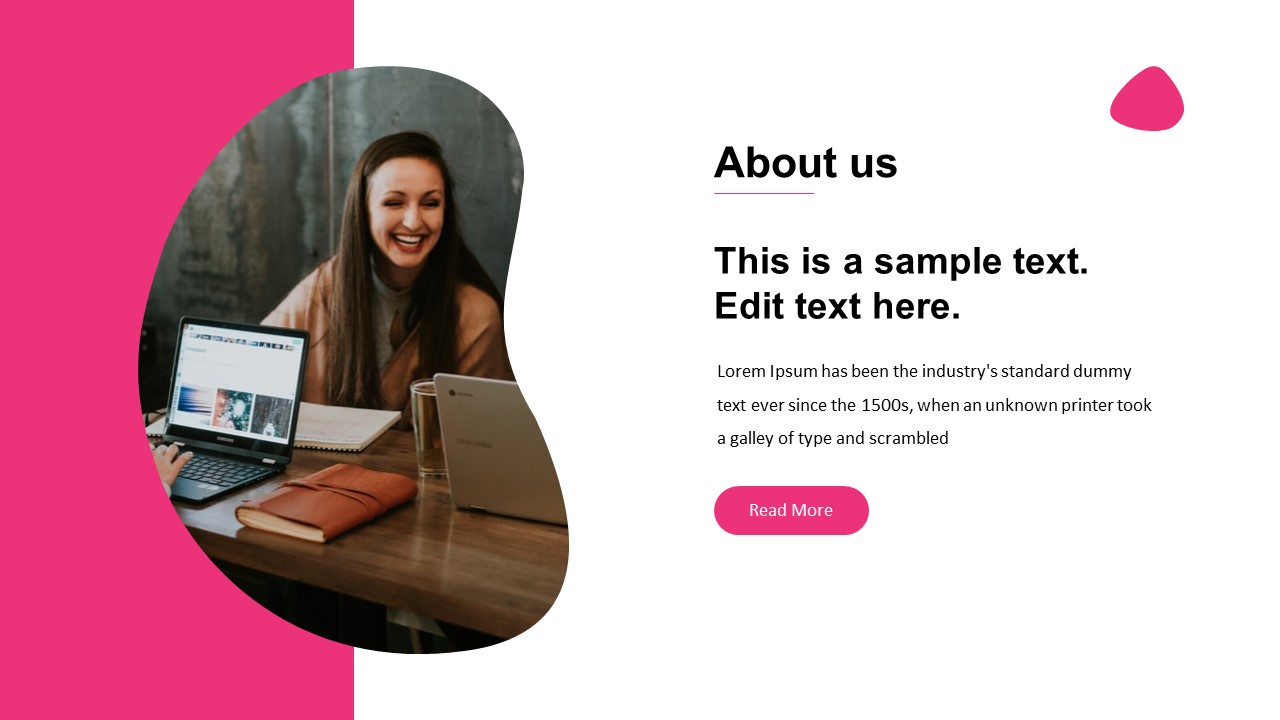 About us
This is a sample text.
Edit text here.
Lorem Ipsum has been the industry's standard dummy
text ever since the 1500s, when an unknown printer took
a galley of type and scrambled
Read More
SAMSUNG